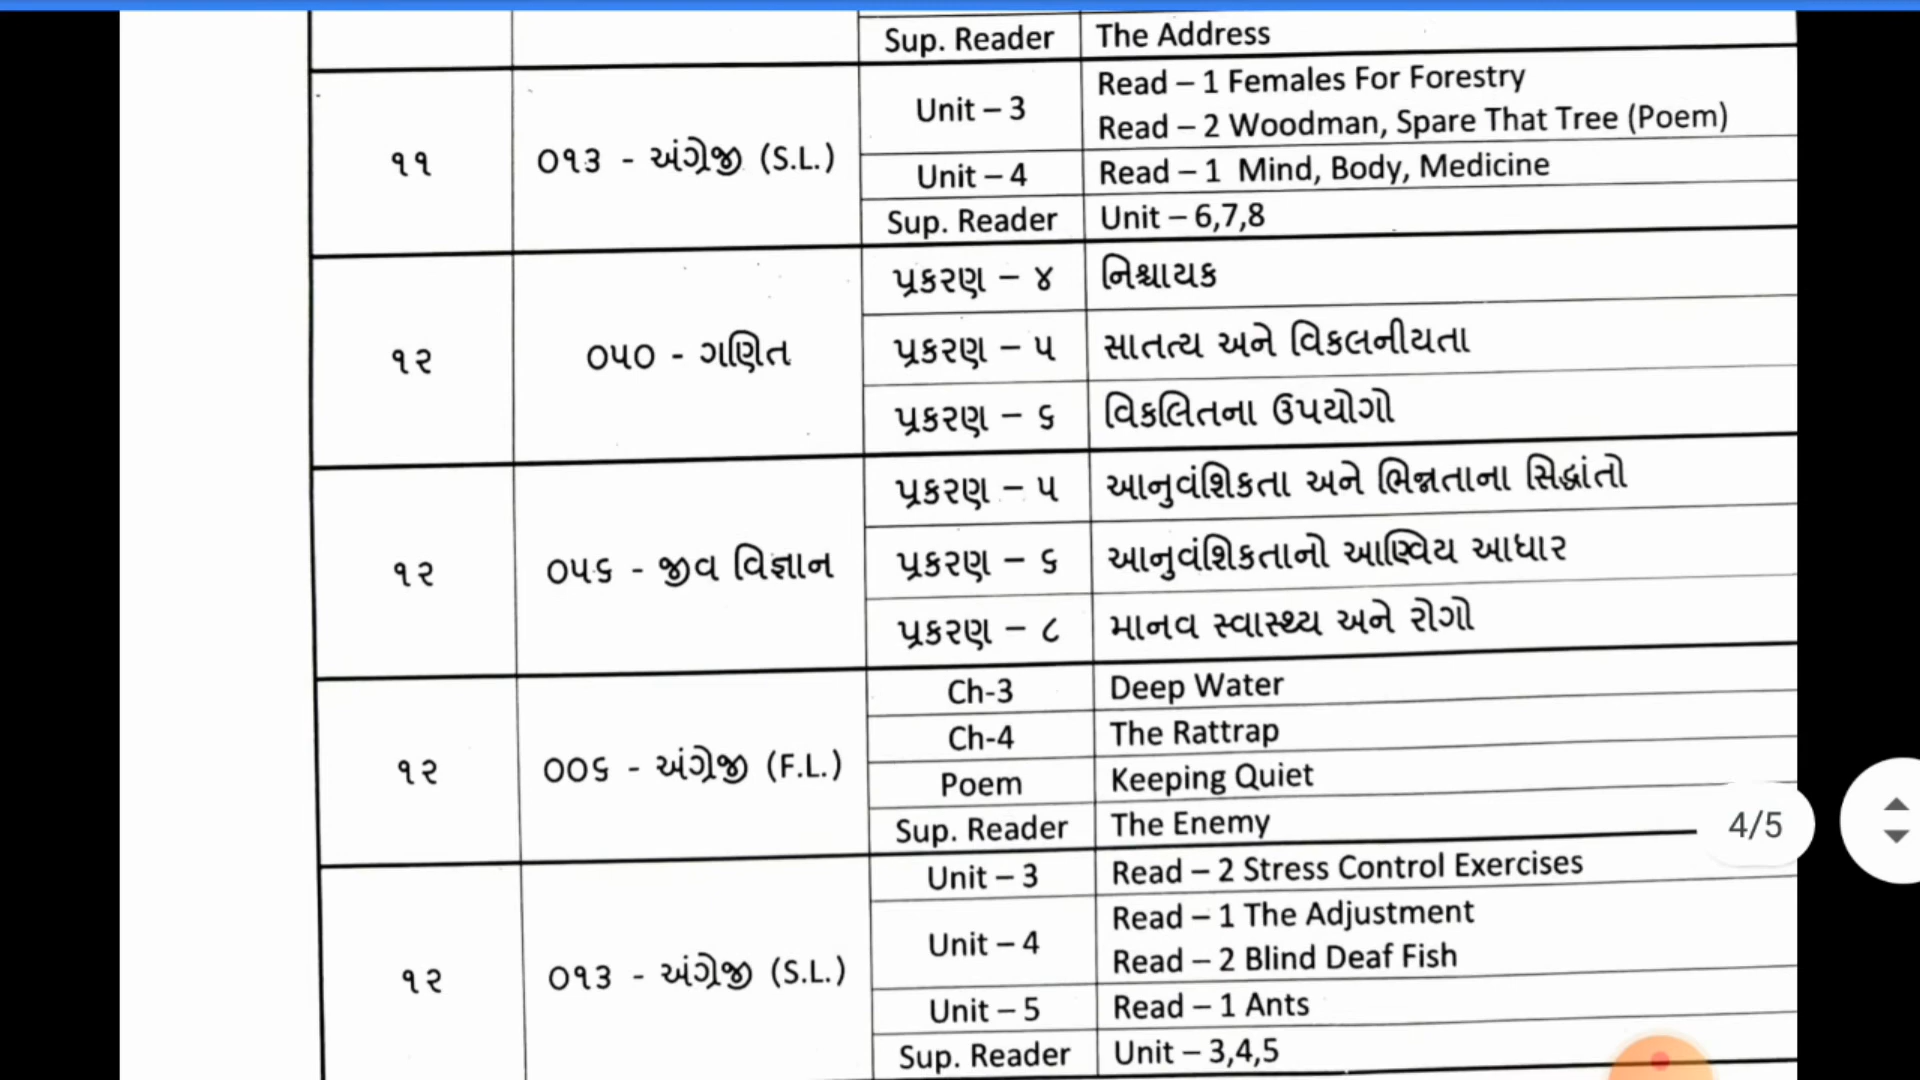 Sup. Reader The Address
૧૧ ૦૧૩ - અંગ્રેજી (S.L.) Unit – 3 Read – 1 Females For Forestry
Read – 2 Woodman, Spare That Tree (Poem)
Unit – 4 Read – 1 Mind, Body, Medicine
Sup. Reader Unit – 6,7,8
૧૨ ૦૫૦ - ગણિત પ્રકરણ – ૪ નિશ્ચાયક
પ્રકરણ – ૫ સાતત્ય અને વિકલનીયતા
પ્રકરણ – ૬ વિકલિતના ઉપયોગો
૧૨ ૦૫૬ - જીવ વિજ્ઞાન પ્રકરણ – ૫ આનુવંશિકતા અને ભિન્નતાના સિદ્ધાંતો
પ્રકરણ – ૬ આનુવંશિકતાનો આણ્વિય આધાર
પ્રકરણ – ૮ માનવ સ્વાસ્થ્ય અને રોગો
૧૨ ૦૦૬ - અંગ્રેજી (F.L.) Ch-3 Deep Water
Ch-4 The Rattrap
Poem Keeping Quiet
Sup. Reader The Enemy
4/5
૧૨ ૦૧૩ - અંગ્રેજી (S.L.) Unit – 3 Read – 2 Stress Control Exercises
Unit – 4 Read – 1 The Adjustment
Read – 2 Blind Deaf Fish
Unit – 5 Read – 1 Ants
Sup. Reader Unit – 3,4,5